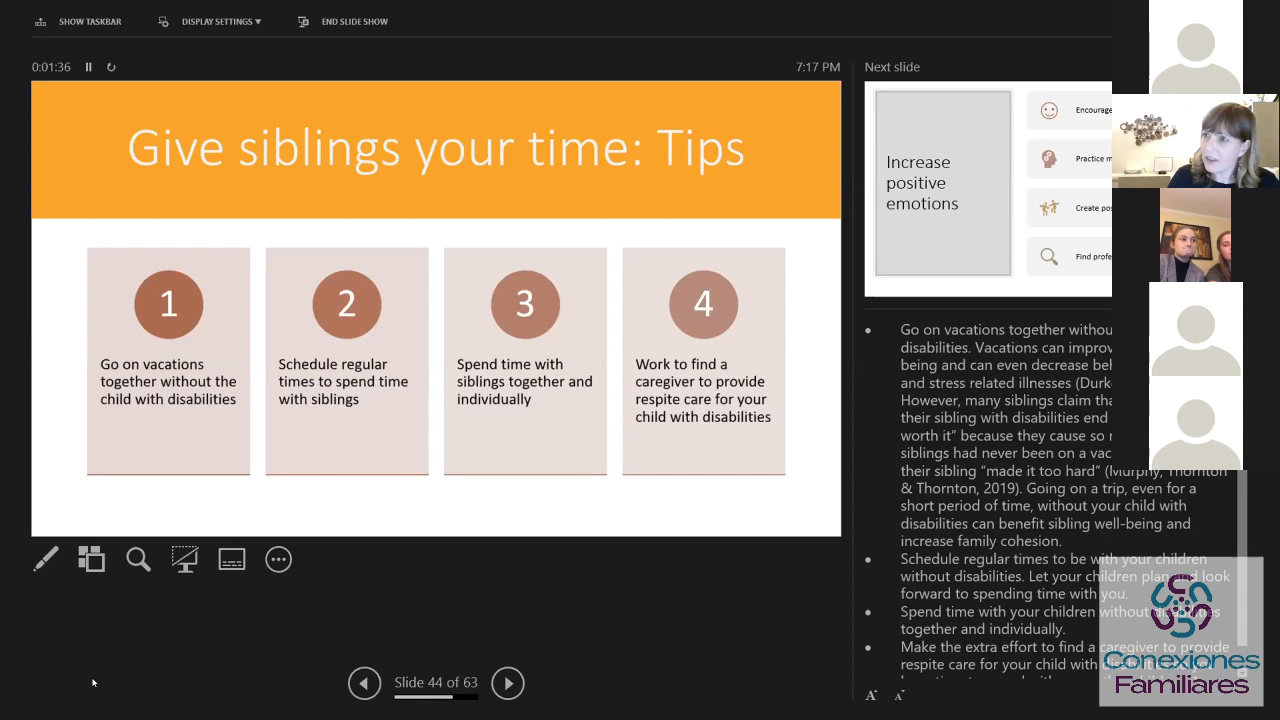 SHOW TASKBAR
DISPLAY SETTINGS
END SLIDE SHOW
0:01:36
7:17 PM
Give siblings your time: Tips
1
Go on vacations
together without the
child with disabilities
2
Schedule regular
times to spend time
with siblings
3
Spend time with
siblings together and
individually
4
Work to find a
caregiver to provide
respite care for your
child with disabilities
Slide 44 of 63
Next slide
Increase
positive
emotions
Encourage
Practice
Create
Find
Go on vacations together
disabilities. Vacations can
being and can even decrease
and stress related illnesses
However, many siblings claim
their sibling with disabilities end
worth it” because they cause so
siblings had never been on a
their sibling “made it too hard” (Murphy, Thornton
& Thornton, 2019). Going on a trip, even for a
short period of time, without your child with
disabilities can benefit sibling well-being and
increase family cohesion.
Schedule regular times to be with your children
without disabilities. Let your children plan and look
forward to spending time with you.
Spend time with your children without disabilities
together and individually.
Make the extra effort to find a caregiver to provide
respite care for your child with disabilities so you
A A
Conexiones
Familiares